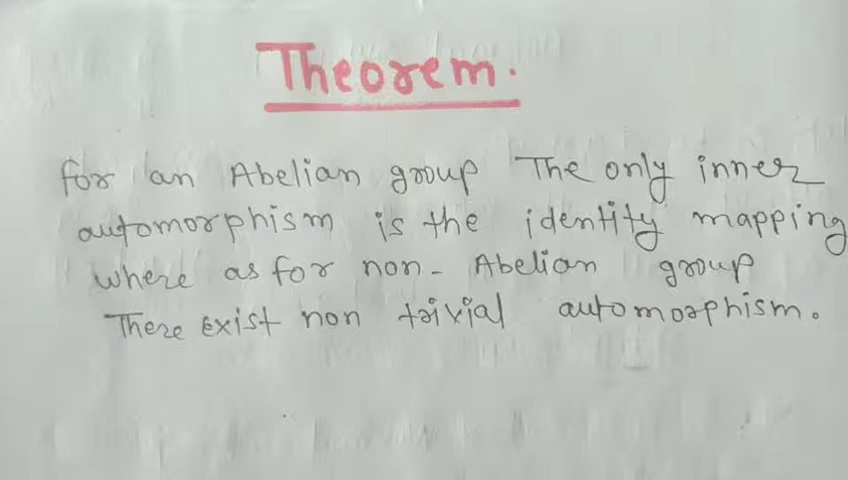 Theorem.
for an Abelian group The only inner
automorphism is the identity mapping
where as for non- Abelian group
There exist non trivial automorphism.